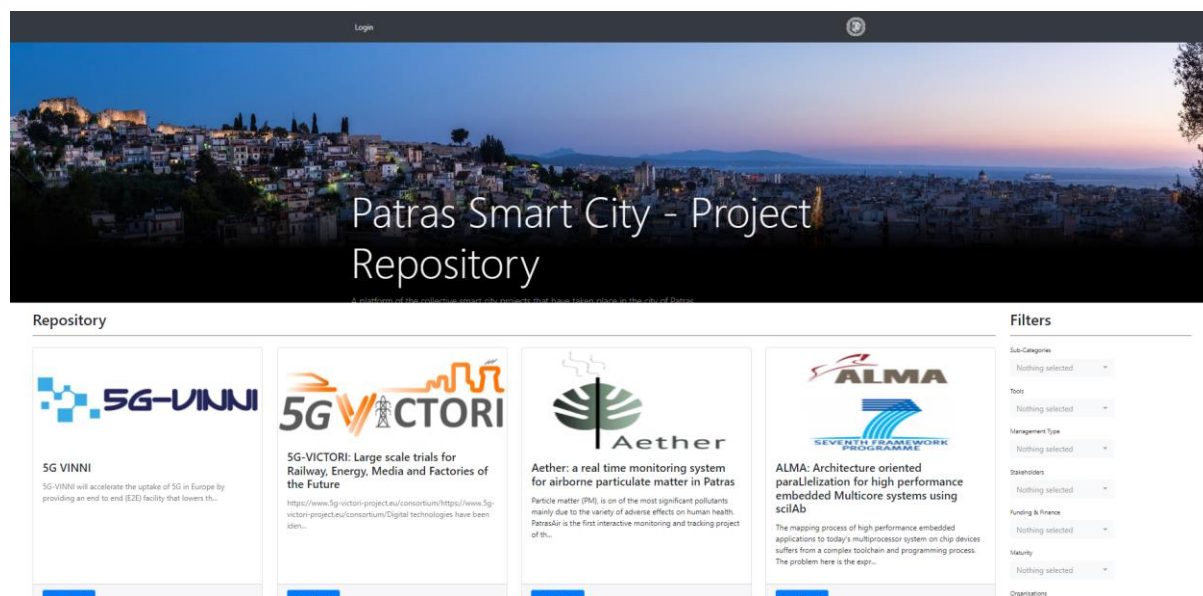 Login
Patras Smart City - Project
Repository
A platform of the collective smart city projects that have taken place in the city of Patras
Repository
Filters
5G-VINNI
5G VINNI
5G-VINNI will accelerate the uptake of 5G in Europe by
providing an end to end (E2E) facility that lowers th...
5G VICTORI
5G-VICTORI: Large scale trials for
Railway, Energy, Media and Factories of
the Future
https://www.5g-victori-project.eu/consortium/https://www.5g-
victori-project.eu/consortium/Digital technologies have been
iden...
Aether
Aether: a real time monitoring system
for airborne particulate matter in Patras
Particle matter (PM), is on of the most significant pollutants
mainly due to the variety of adverse effects on human health.
PatrasAir is the first interactive monitoring and tracking project
of th...
ALMA
SEVENTH FRAMEWORK
PROGRAMME
ALMA: Architecture oriented
paraLlelization for high performance
embedded Multicore systems using
scilAb
The mapping process of high performance embedded
applications to today's multiprocessor system on chip devices
suffers from a complex toolchain and programming process.
The problem here is the expr...
Sub-Categories
Nothing selected
Tools
Nothing selected
Management Type
Nothing selected
Stakeholders
Nothing selected
Funding & Finance
Nothing selected
Maturity
Nothing selected
Organisations